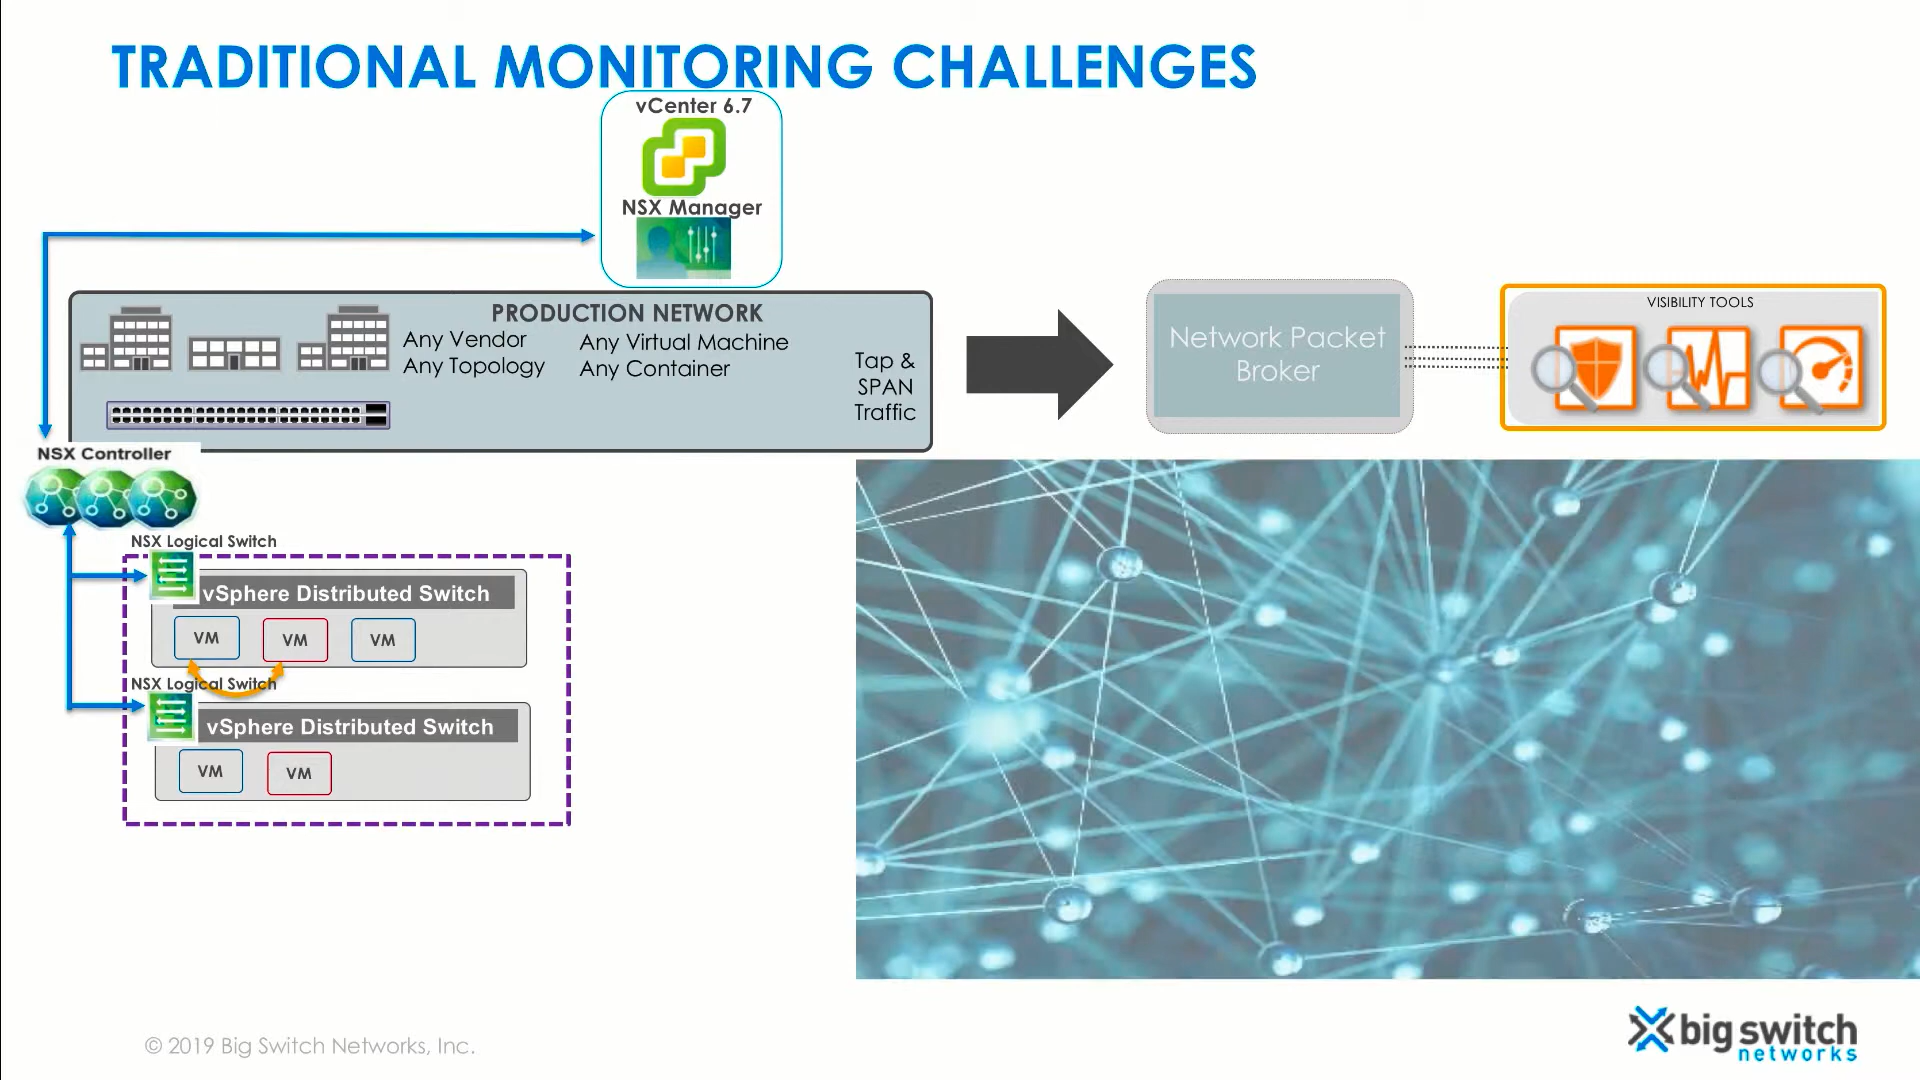 TRADITIONAL MONITORING CHALLENGES
vCenter 6.7
NSX Manager
PRODUCTION NETWORK
Any Vendor
Any Topology
Any Virtual Machine
Any Container
Tap &
SPAN
Traffic
Network Packet
Broker
VISIBILITY TOOLS
NSX Controller
NSX Logical Switch
vSphere Distributed Switch
VM
VM
VM
NSX Logical Switch
vSphere Distributed Switch
VM
VM
© 2019 Big Switch Networks, Inc.
big switch
networks